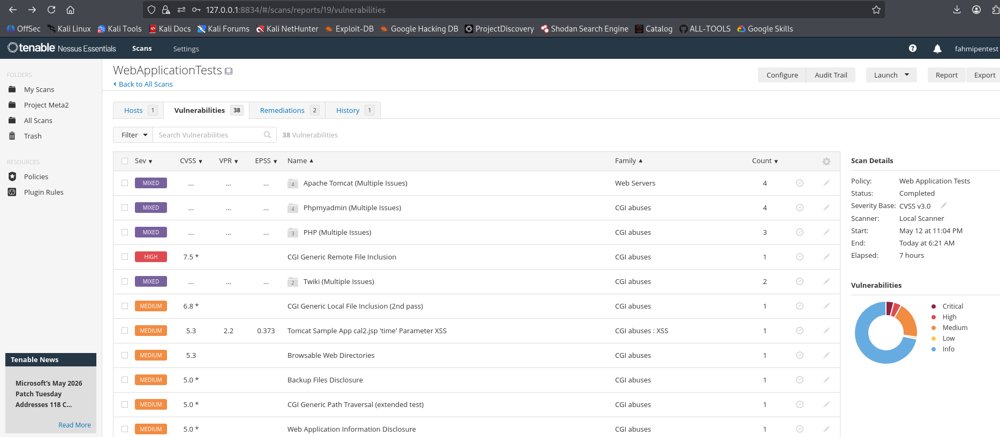 127.0.0.1:8834/#/scans/reports/19/vulnerabilities
OffSec Kali Linux Kali Tools Kali Docs Kali Forums Kali NetHunter Exploit-DB Google Hacking DB ProjectDiscovery Shodan Search Engine Catalog ALL-TOOLS Google Skills
tenable Nessus Essentials Scans Settings fahmipentest
FOLDERS
My Scans
Project Meta2
All Scans
Trash
RESOURCES
Policies
Plugin Rules
Tenable News
Microsoft's May 2026
Patch Tuesday
Addresses 118 C...
Read More
WebApplicationTests
Back to All Scans
Configure Audit Trail Launch Report Export
Hosts 1 Vulnerabilities 38 Remediations 2 History 1
Filter Search Vulnerabilities 38 Vulnerabilities
Sev CVSS VPR EPSS Name Family Count
MIXED ... ... ... 4 Apache Tomcat (Multiple Issues) Web Servers 4
MIXED ... ... ... 4 Phpmyadmin (Multiple Issues) CGI abuses 4
MIXED ... ... ... 3 PHP (Multiple Issues) CGI abuses 3
HIGH 7.5 * CGI Generic Remote File Inclusion CGI abuses 1
MIXED ... ... ... 2 Twiki (Multiple Issues) CGI abuses 2
MEDIUM 6.8 * CGI Generic Local File Inclusion (2nd pass) CGI abuses 1
MEDIUM 5.3 2.2 0.373 Tomcat Sample App cal2.jsp 'time' Parameter XSS CGI abuses : XSS 1
MEDIUM 5.3 Browsable Web Directories CGI abuses 1
MEDIUM 5.0 * Backup Files Disclosure CGI abuses 1
MEDIUM 5.0 * CGI Generic Path Traversal (extended test) CGI abuses 1
MEDIUM 5.0 * Web Application Information Disclosure CGI abuses 1
Scan Details
Policy: Web Application Tests
Status: Completed
Severity Base: CVSS v3.0
Scanner: Local Scanner
Start: May 12 at 11:04 PM
End: Today at 6:21 AM
Elapsed: 7 hours
Vulnerabilities
Critical
High
Medium
Low
Info